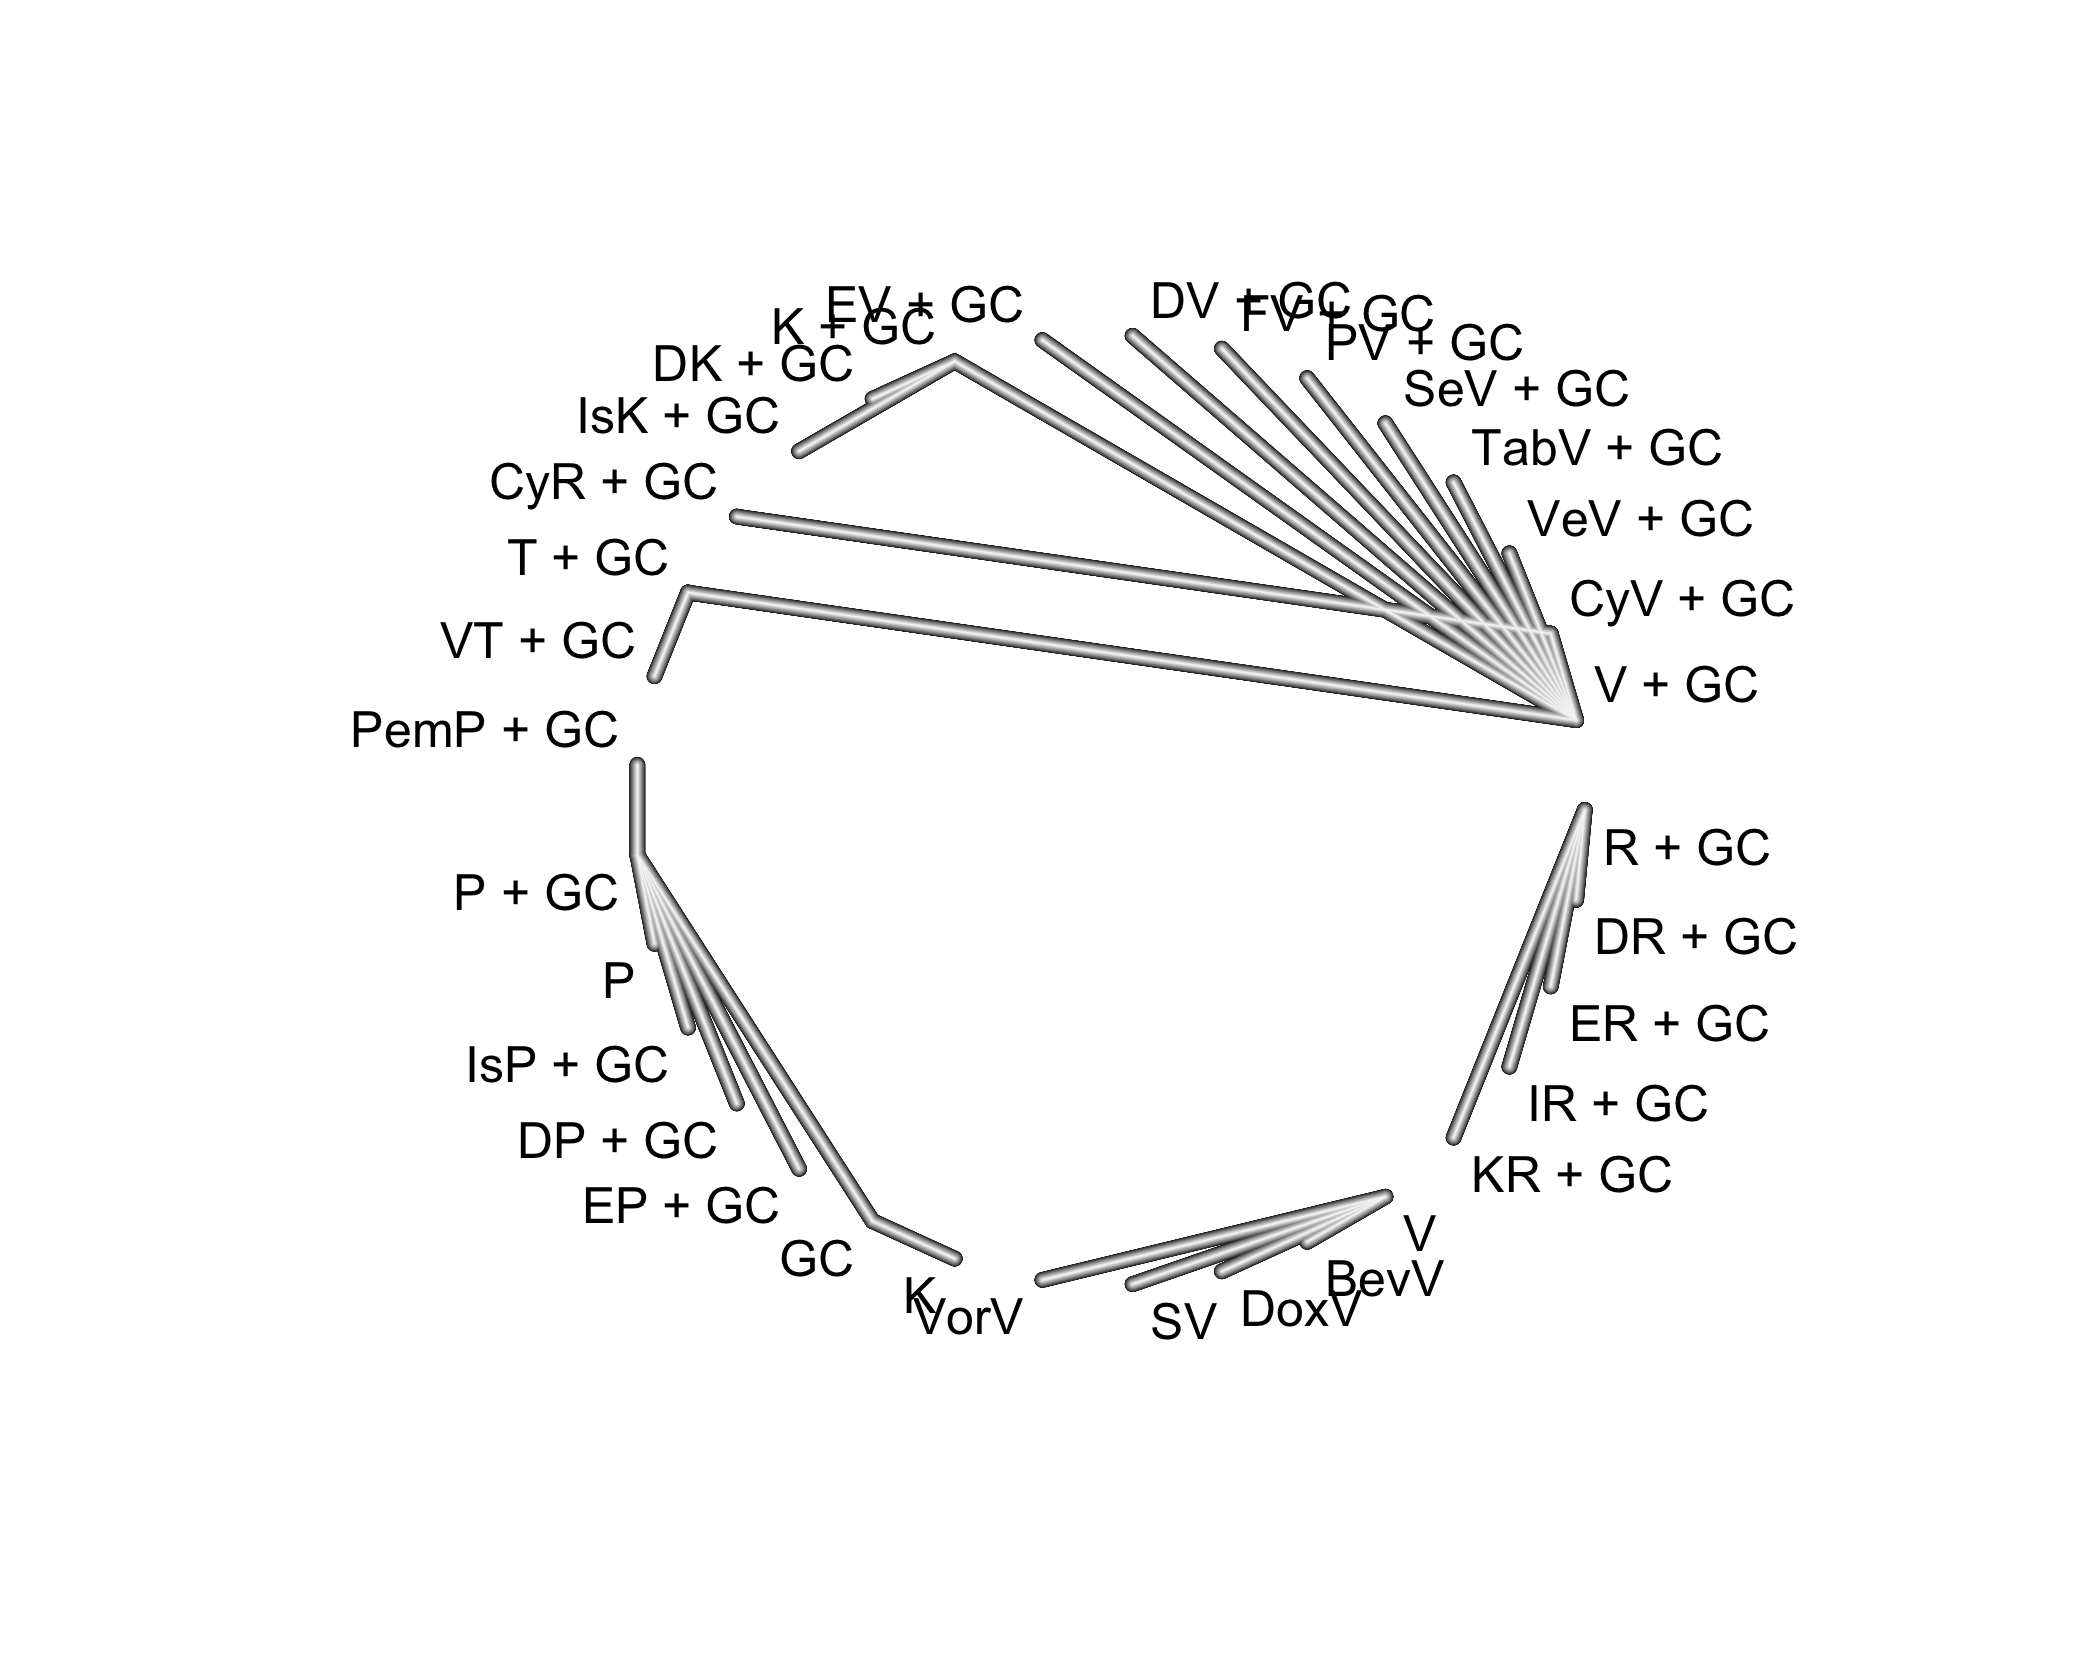 EV + GC
DV + GC
FV + GC
K + GC
PV + GC
DK + GC
SeV + GC
IsK + GC
TabV + GC
CyR + GC
VeV + GC
T + GC
CyV + GC
VT + GC
V + GC
PemP + GC
R + GC
P + GC
DR + GC
P
ER + GC
IsP + GC
IR + GC
DP + GC
KR + GC
EP + GC
V
GC
BevV
K
DoxV
VorV
SV